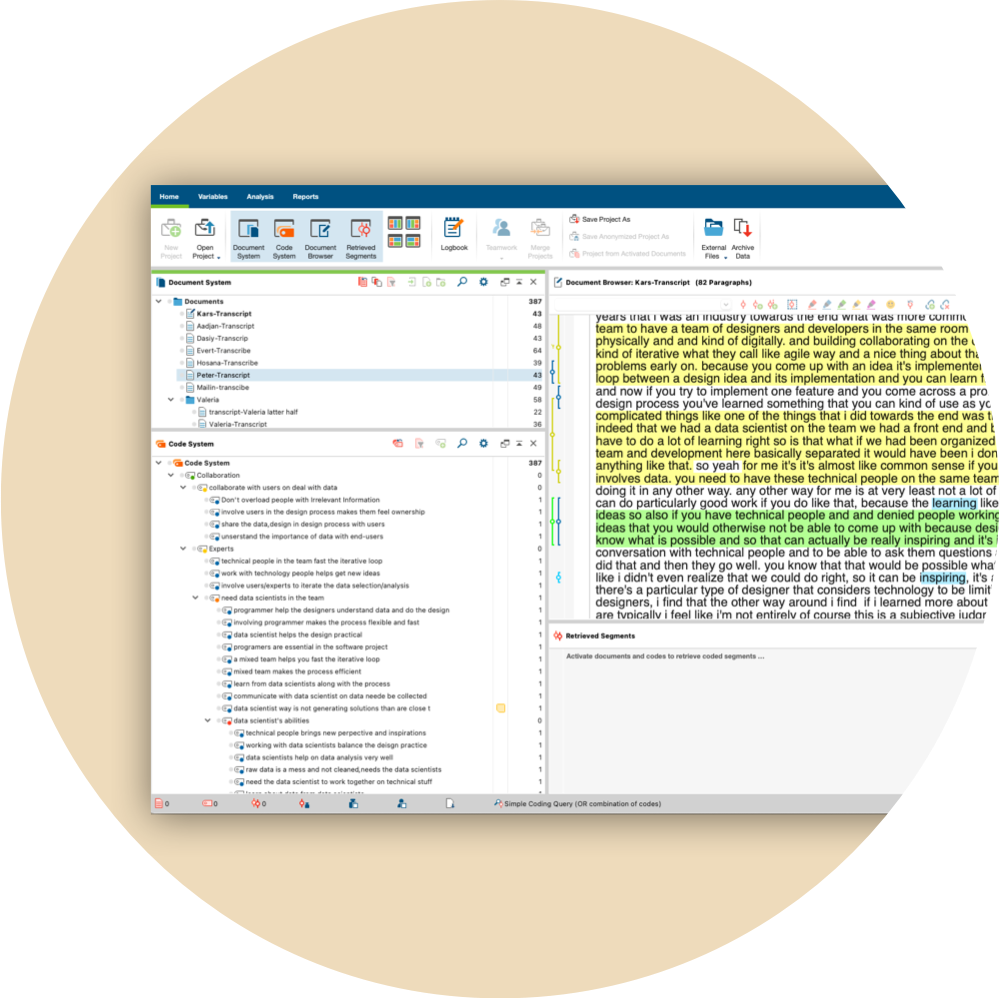 Home Variables Analysis Reports
New Project
Open Project
Document System
Code System
Document Browser
Retrieved Segments
Logbook
Teamwork
Merge Projects
Save Project As
Save Anonymized Project As
Project from Activated Documents
External Files
Archive Data
Document System
Documents 387
Kars-Transcript 43
Aadjan-Transcript 48
Dasiy-Transcrip 43
Evert-Transcribe 64
Hosana-Transcribe 39
Peter-Transcript 43
Mailin-transcibe 49
Valeria 58
transcript-Valeria latter half 22
Valeria-Transcript 36
Code System
Code System 387
Collaboration 0
collaborate with users on deal with data 0
Don't overload people with Irrelevant Information 1
involve users in the design process makes them feel ownership 1
share the data,design in design process with users 1
unserstand the importance of data with end-users 1
Experts 0
technical people in the team fast the iterative loop 1
work with technology people helps get new ideas 1
involve users/experts to iterate the data selection/analysis 1
need data scientists in the team 0
programmer help the designers understand data and do the design 1
involving programmer makes the process flexible and fast 1
data scientist helps the design practical 1
programers are essential in the software project 1
a mixed team helps you fast the iterative loop 1
mixed team makes the process efficient 1
learn from data scientists along with the process 1
communicate with data scientist on data neede be collected 1
data scientist way is not generating solutions than are close t 1
data scientist's abilities 0
technical people brings new perpective and inspirations 1
working with data scientists balance the deisgn practice 1
data scientists help on data analysis very well 1
raw data is a mess and not cleaned,needs the data scientists 1
need the data scientist to work together on technical stuff 1
Document Browser: Kars-Transcript (82 Paragraphs)
years that i was an industry towards the end what was more
team to have a team of designers and developers in the same room
physically and and kind of digitally. and building collaborating on the
kind of iterative what they call like agile way and a nice thing about
problems early on. because you come up with an idea it's
loop between a design idea and its implementation and you can learn
and now if you try to implement one feature and you come across a
design process you've learned something that you can kind of use as
complicated things like one of the things that i did towards the end was
indeed that we had a data scientist on the team we had a front end and
have to do a lot of learning right so is that what if we had been organized
team and development here basically separated it would have been i
anything like that. so yeah for me it's it's almost like common sense if you
involves data. you need to have these technical people on the same team
doing it in any other way. any other way for me is at very least not a lot of
can do particularly good work if you do like that, because the learning like
ideas so also if you have technical people and and denied people working
ideas that you would otherwise not be able to come up with because
know what is possible and so that can actually be really inspiring and it's
conversation with technical people and to be able to ask them questions
did that and then they go well. you know that that would be possible
like i didn't even realize that we could do right, so it can be inspiring, it's
there's a particular type of designer that considers technology to be
designers, i find that the other way around i find if i learned more about
are typically i feel like i'm not entirely of course this is a subjective
Retrieved Segments
Activate documents and codes to retrieve coded segments ...
0 0 0 Simple Coding Query (OR combination of codes)